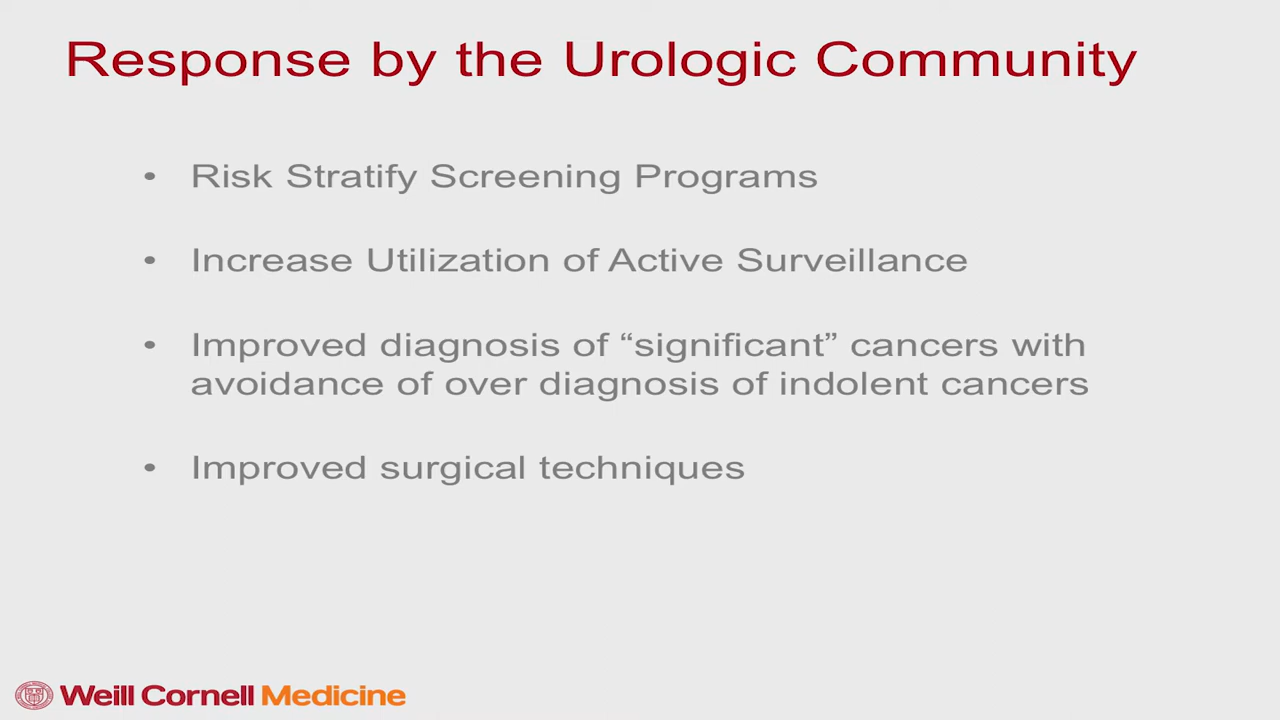 Response by the Urologic Community
• Risk Stratify Screening Programs
• Increase Utilization of Active Surveillance
• Improved diagnosis of “significant” cancers with
avoidance of over diagnosis of indolent cancers
• Improved surgical techniques
Weill Cornell Medicine